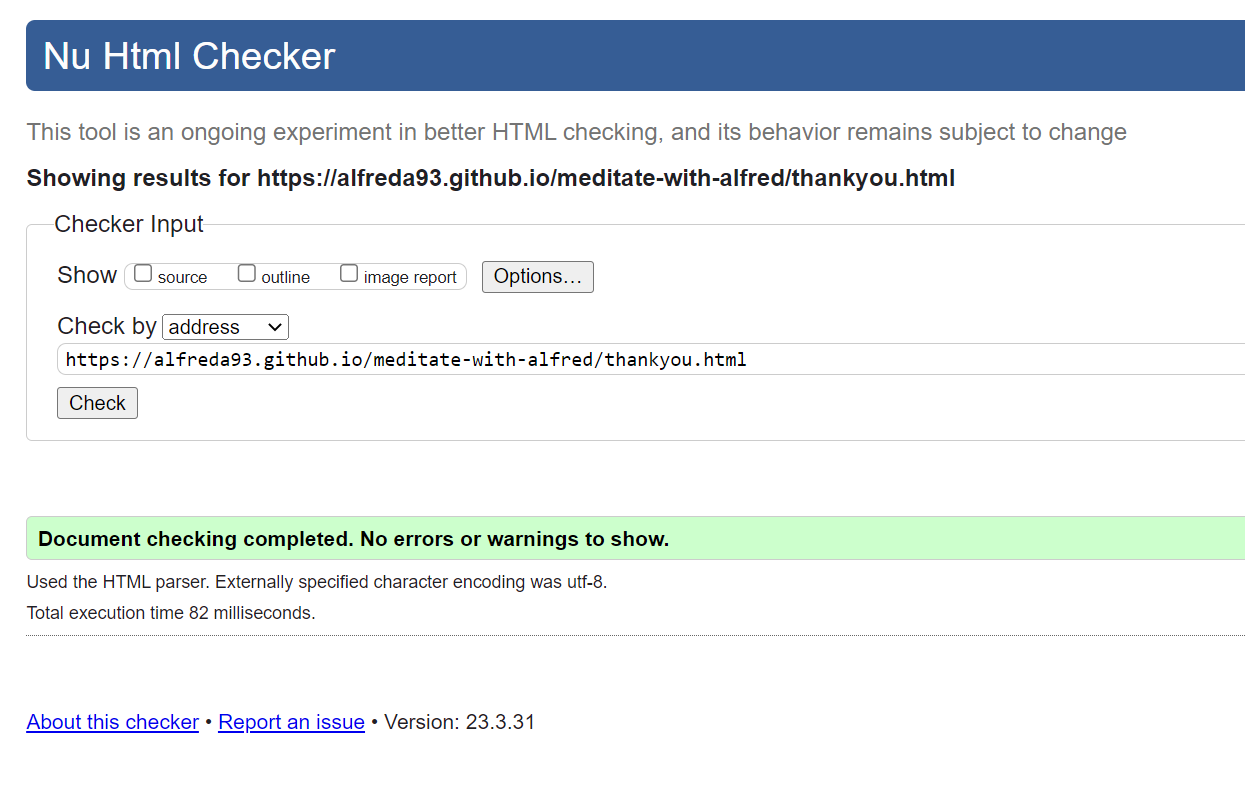 Nu Html Checker
This tool is an ongoing experiment in better HTML checking, and its behavior remains subject to change
Showing results for https://alfreda93.github.io/meditate-with-alfred/thankyou.html
Checker Input
Show source outline image report Options...
Check by address
https://alfreda93.github.io/meditate-with-alfred/thankyou.html
Check
Document checking completed. No errors or warnings to show.
Used the HTML parser. Externally specified character encoding was utf-8.
Total execution time 82 milliseconds.
About this checker • Report an issue • Version: 23.3.31